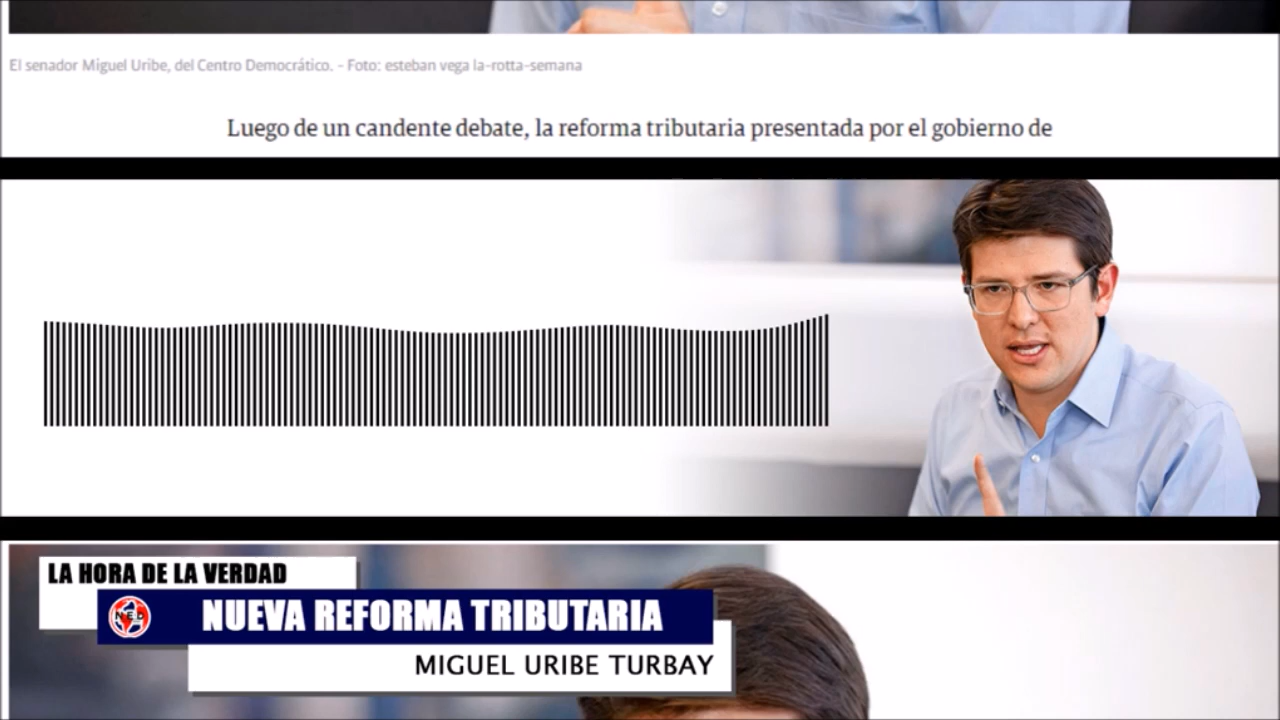 El senador Miguel Uribe, del Centro Democrático. - Foto: esteban vega la-rotta-semana
Luego de un candente debate, la reforma tributaria presentada por el gobierno de
LA HORA DE LA VERDAD
NUEVA REFORMA TRIBUTARIA
MIGUEL URIBE TURBAY